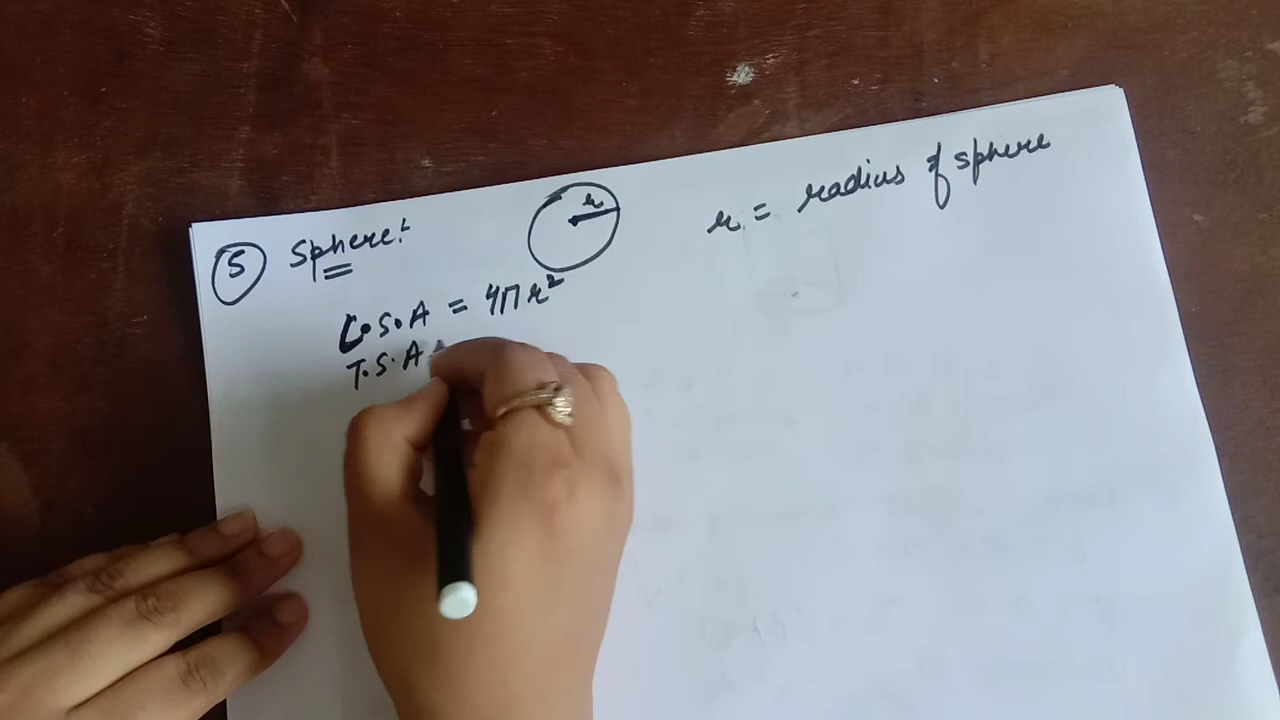 5 Sphere:
r
r = radius of sphere
C.S.A = 4πr²
T.S.A